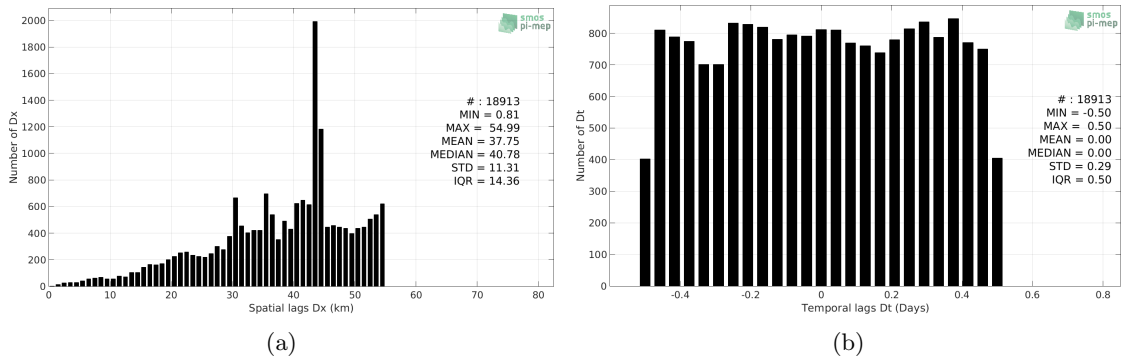 2000
1800
1600
1400
1200
1000
800
600
400
200
0
Number of Dx
0 10 20 30 40 50 60 70 80
Spatial lags Dx (km)
smos
pi-mep
# : 18913
MIN = 0.81
MAX = 54.99
MEAN = 37.75
MEDIAN = 40.78
STD = 11.31
IQR = 14.36
(a)
800
700
600
500
400
300
200
100
0
Number of Dt
-0.4 -0.2 0 0.2 0.4 0.6 0.8
Temporal lags Dt (Days)
smos
pi-mep
# : 18913
MIN = -0.50
MAX = 0.50
MEAN = 0.00
MEDIAN = 0.00
STD = 0.29
IQR = 0.50
(b)